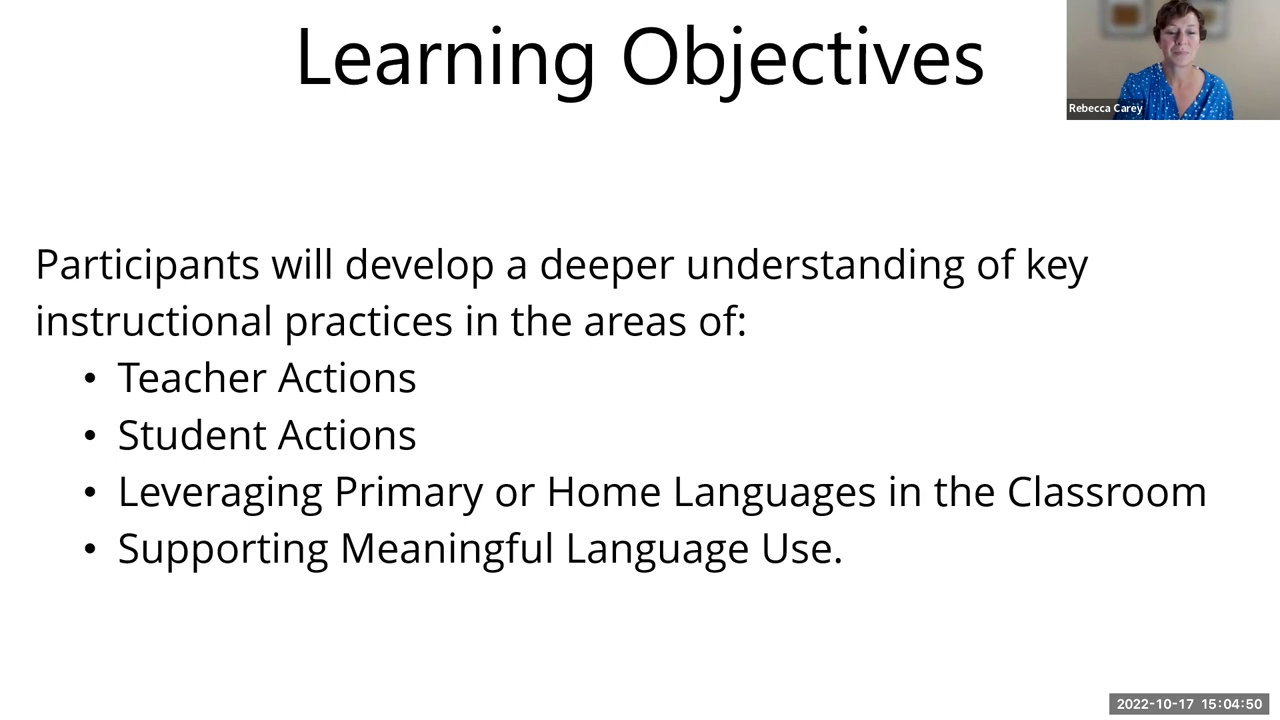 Learning Objectives
Rebecca Carey
Participants will develop a deeper understanding of key
instructional practices in the areas of:
• Teacher Actions
• Student Actions
• Leveraging Primary or Home Languages in the Classroom
• Supporting Meaningful Language Use.
2022-10-17 15:04:50